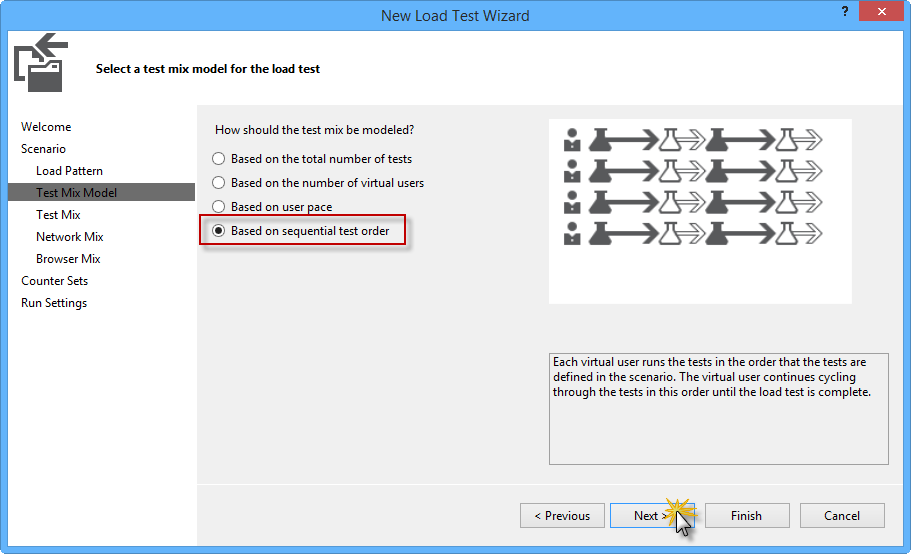 New Load Test Wizard
?
Select a test mix model for the load test
Welcome
Scenario
Load Pattern
Test Mix Model
Test Mix
Network Mix
Browser Mix
Counter Sets
Run Settings
How should the test mix be modeled?
Based on the total number of tests
Based on the number of virtual users
Based on user pace
Based on sequential test order
Each virtual user runs the tests in the order that the tests are
defined in the scenario. The virtual user continues cycling
through the tests in this order until the load test is complete.
< Previous
Next >
Finish
Cancel